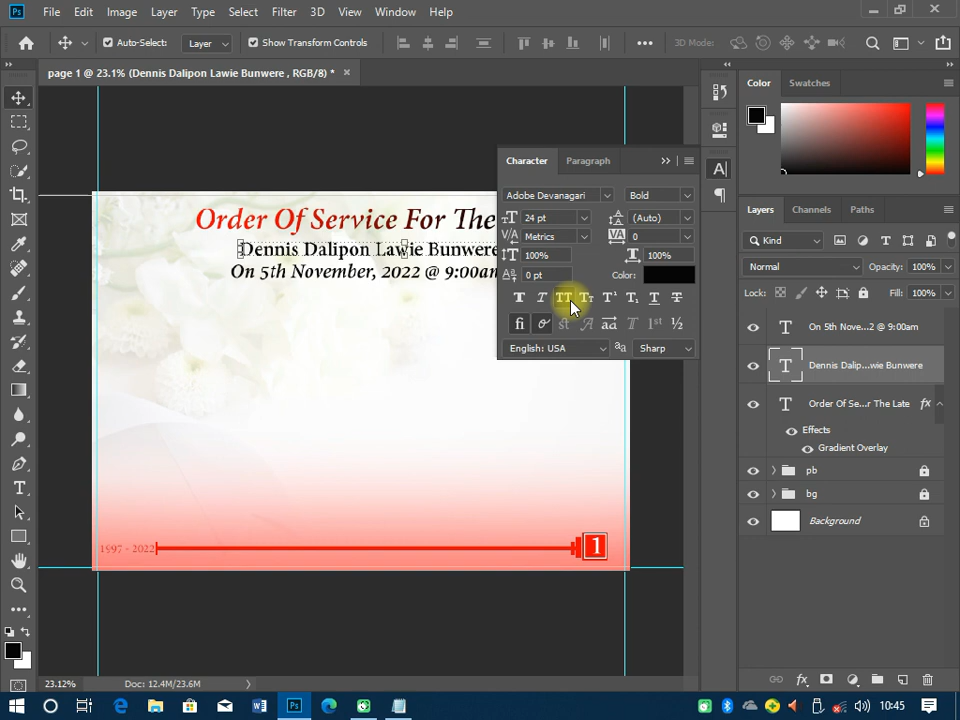 Ps File Edit Image Layer Type Select Filter 3D View Window Help
Auto-Select: Layer Show Transform Controls 3D Mode:
page 1 @ 23.1% (Dennis Dalipon Lawie Bunwere , RGB/8) * ×
Color Swatches
Character Paragraph
Adobe Devanagari Bold
24 pt (Auto)
Metrics 0
100% 100%
0 pt Color:
English: USA Sharp
Order Of Service For The
Dennis Dalipon Lawie Bunwere
On 5th November, 2022 @ 9:00am
1997 - 2022
1
Layers Channels Paths
Kind
Normal Opacity: 100%
Lock: Fill: 100%
On 5th Nove...2 @ 9:00am
Dennis Dalip...wie Bunwere
Order Of Se...r The Late fx
Effects
Gradient Overlay
pb
bg
Background
23.12% Doc: 12.4M/23.6M
10:45